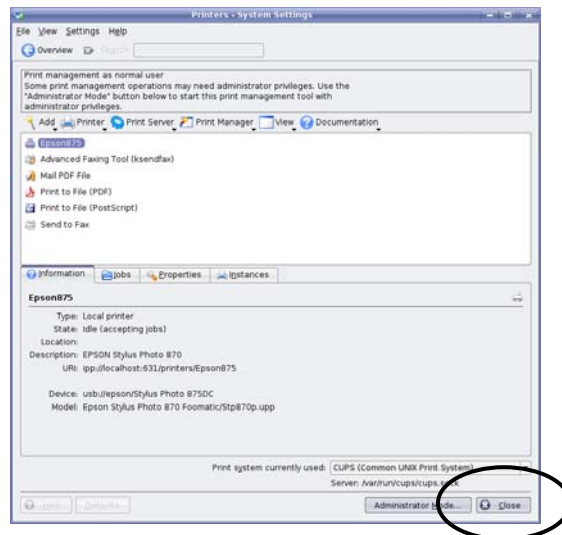 Printers - System Settings
File View Settings Help
Overview Search:
Print management as normal user
Some print management operations may need administrator privileges. Use the
"Administrator Mode" button below to start this print management tool with
administrator privileges.
Add Printer Print Server Print Manager View Documentation
Epson875
Advanced Faxing Tool (ksendfax)
Mail PDF File
Print to File (PDF)
Print to File (PostScript)
Send to Fax
Information Jobs Properties Instances
Epson875
Type: Local printer
State: Idle (accepting jobs)
Location:
Description: EPSON Stylus Photo 870
URI: ipp://localhost:631/printers/Epson875
Device: usb://epson/Stylus Photo 875DC
Model: Epson Stylus Photo 870 Foomatic/Stp870p.upp
Print system currently used: CUPS (Common UNIX Print System)
Server: /var/run/cups/cups.sock
Help Defaults Administrator Mode... Close